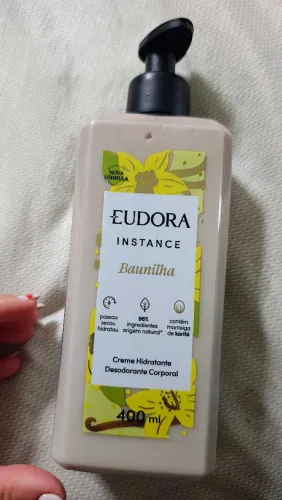 NOVA
FÓRMULA
EUDORA
INSTANCE
Baunilha
passou
secou
hidratou
96%
ingredientes
origem natural*
contém
manteiga
de karité
Creme Hidratante
Desodorante Corporal
400 ml